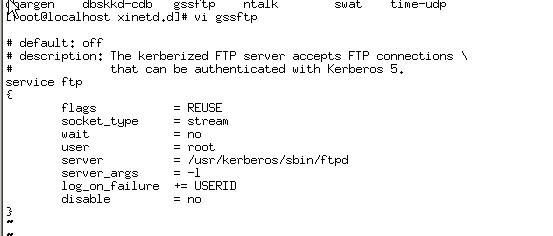 chargen dbskkd-cdb gssftp ntalk swat time-udp
[root@localhost xinetd.d]# vi gssftp
# default: off
# description: The kerberized FTP server accepts FTP connections \
# that can be authenticated with Kerberos 5.
service ftp
{
flags = REUSE
socket_type = stream
wait = no
user = root
server = /usr/kerberos/sbin/ftpd
server_args = -l
log_on_failure += USERID
disable = no
}
~
~